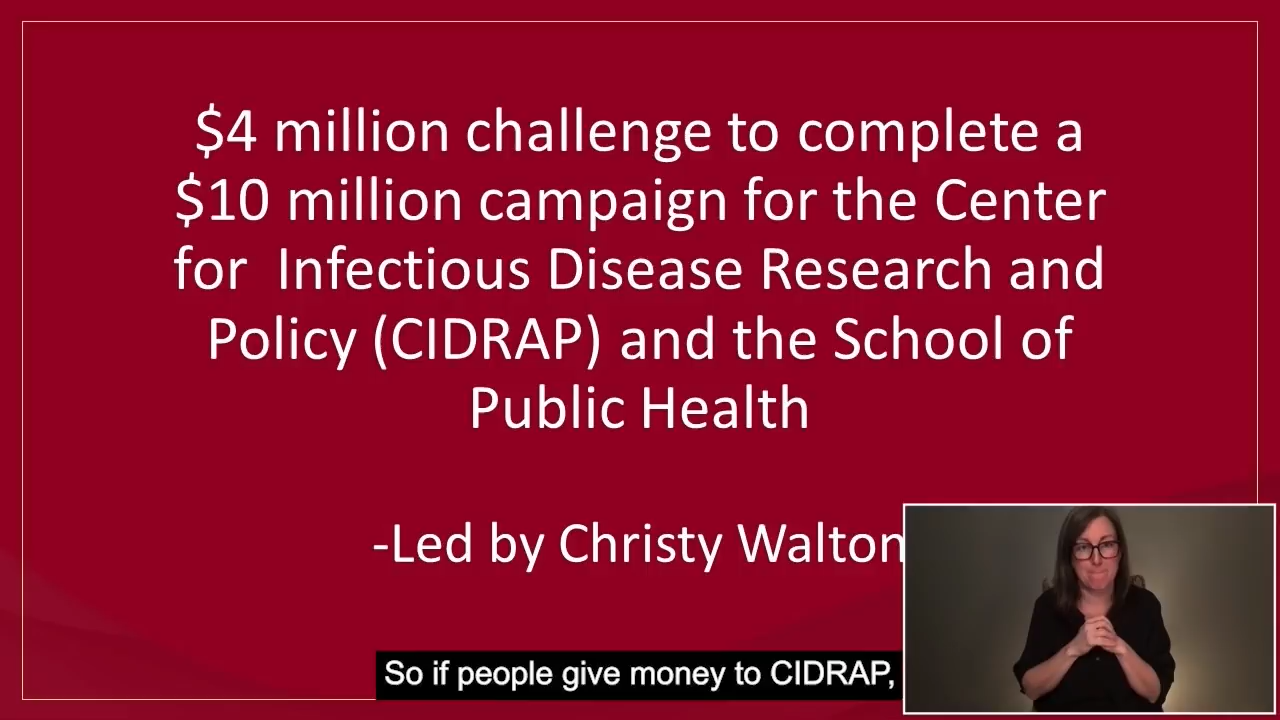 $4 million challenge to complete a
$10 million campaign for the Center
for  Infectious Disease Research and
Policy (CIDRAP) and the School of
Public Health
-Led by Christy Walton
So if people give money to CIDRAP,